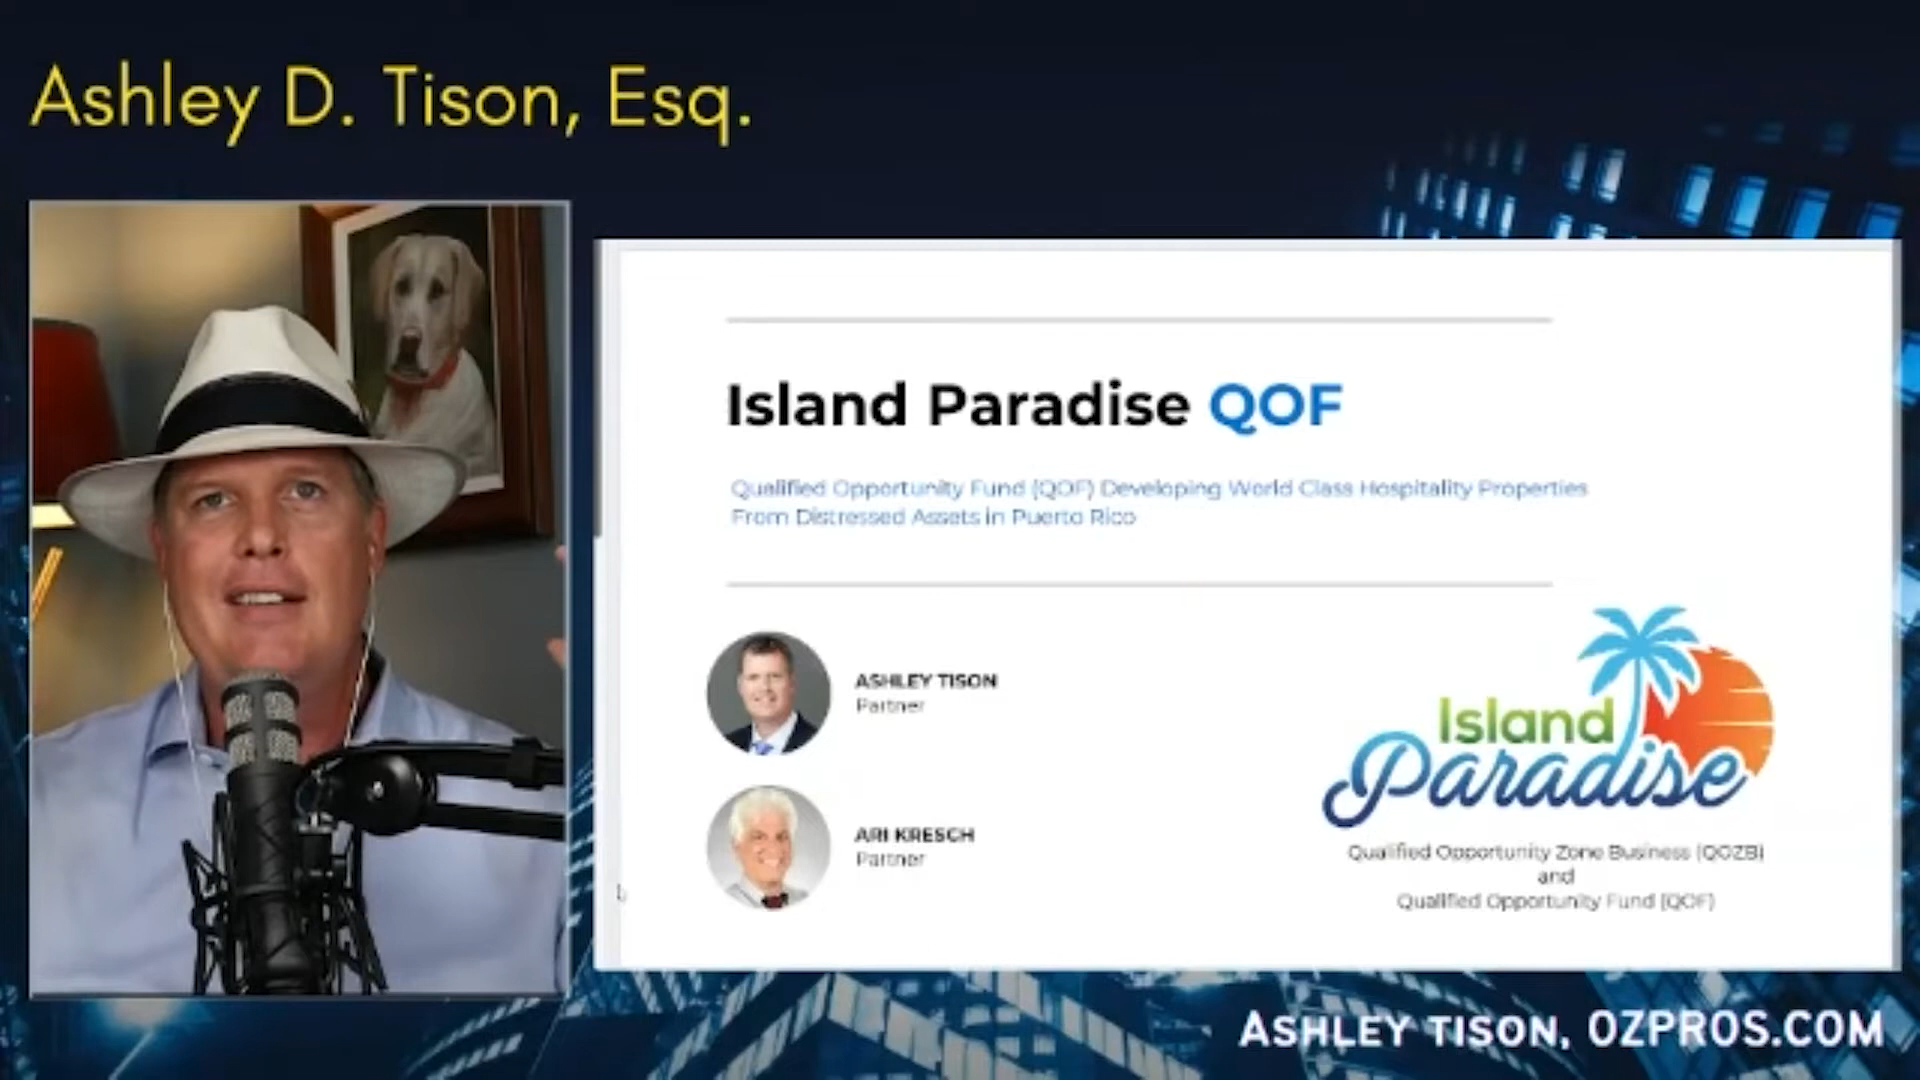 Ashley D. Tison, Esq.
Island Paradise QOF
Qualified Opportunity Fund (QOF) Developing World Class Hospitality Properties
From Distressed Assets in Puerto Rico
ASHLEY TISON
Partner
ARI KRESCH
Partner
Island
Paradise
Qualified Opportunity Zone Business (QOZB)
and
Qualified Opportunity Fund (QOF)
ASHLEY TISON, OZPROS.COM